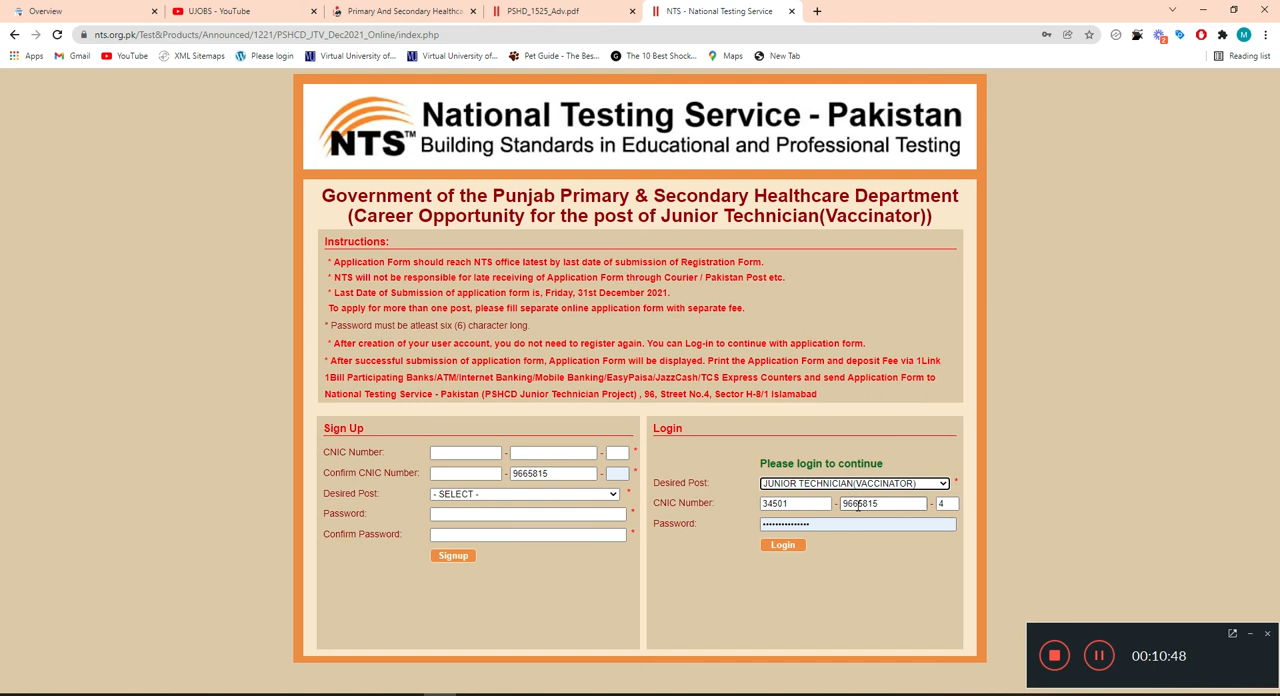 Overview
UJOBS - YouTube
Primary And Secondary Healthc
PSHD_1525_Adv.pdf
NTS - National Testing Service
nts.org.pk/Test&Products/Announced/1221/PSHCD_JTV_Dec2021_Online/index.php
Apps
Gmail
YouTube
XML Sitemaps
Please login
Virtual University of...
Virtual University of...
Pet Guide - The Bes...
The 10 Best Shock...
Maps
New Tab
Reading list
NTS™
National Testing Service - Pakistan
Building Standards in Educational and Professional Testing
Government of the Punjab Primary & Secondary Healthcare Department
(Career Opportunity for the post of Junior Technician(Vaccinator))
Instructions:
* Application Form should reach NTS office latest by last date of submission of Registration Form.
* NTS will not be responsible for late receiving of Application Form through Courier / Pakistan Post etc.
* Last Date of Submission of application form is, Friday, 31st December 2021.
To apply for more than one post, please fill separate online application form with separate fee.
* Password must be atleast six (6) character long.
* After creation of your user account, you do not need to register again. You can Log-in to continue with application form.
* After successful submission of application form, Application Form will be displayed. Print the Application Form and deposit Fee via 1Link
1Bill Participating Banks/ATM/Internet Banking/Mobile Banking/EasyPaisa/JazzCash/TCS Express Counters and send Application Form to
National Testing Service - Pakistan (PSHCD Junior Technician Project) , 96, Street No.4, Sector H-8/1 Islamabad
Sign Up
CNIC Number: - - *
Confirm CNIC Number: - 9665815 - *
Desired Post: - SELECT - *
Password: *
Confirm Password: *
Signup
Login
Please login to continue
Desired Post: JUNIOR TECHNICIAN(VACCINATOR) *
CNIC Number: 34501 - 9665815 - 4
Password: •••••••••••••••
Login
00:10:48